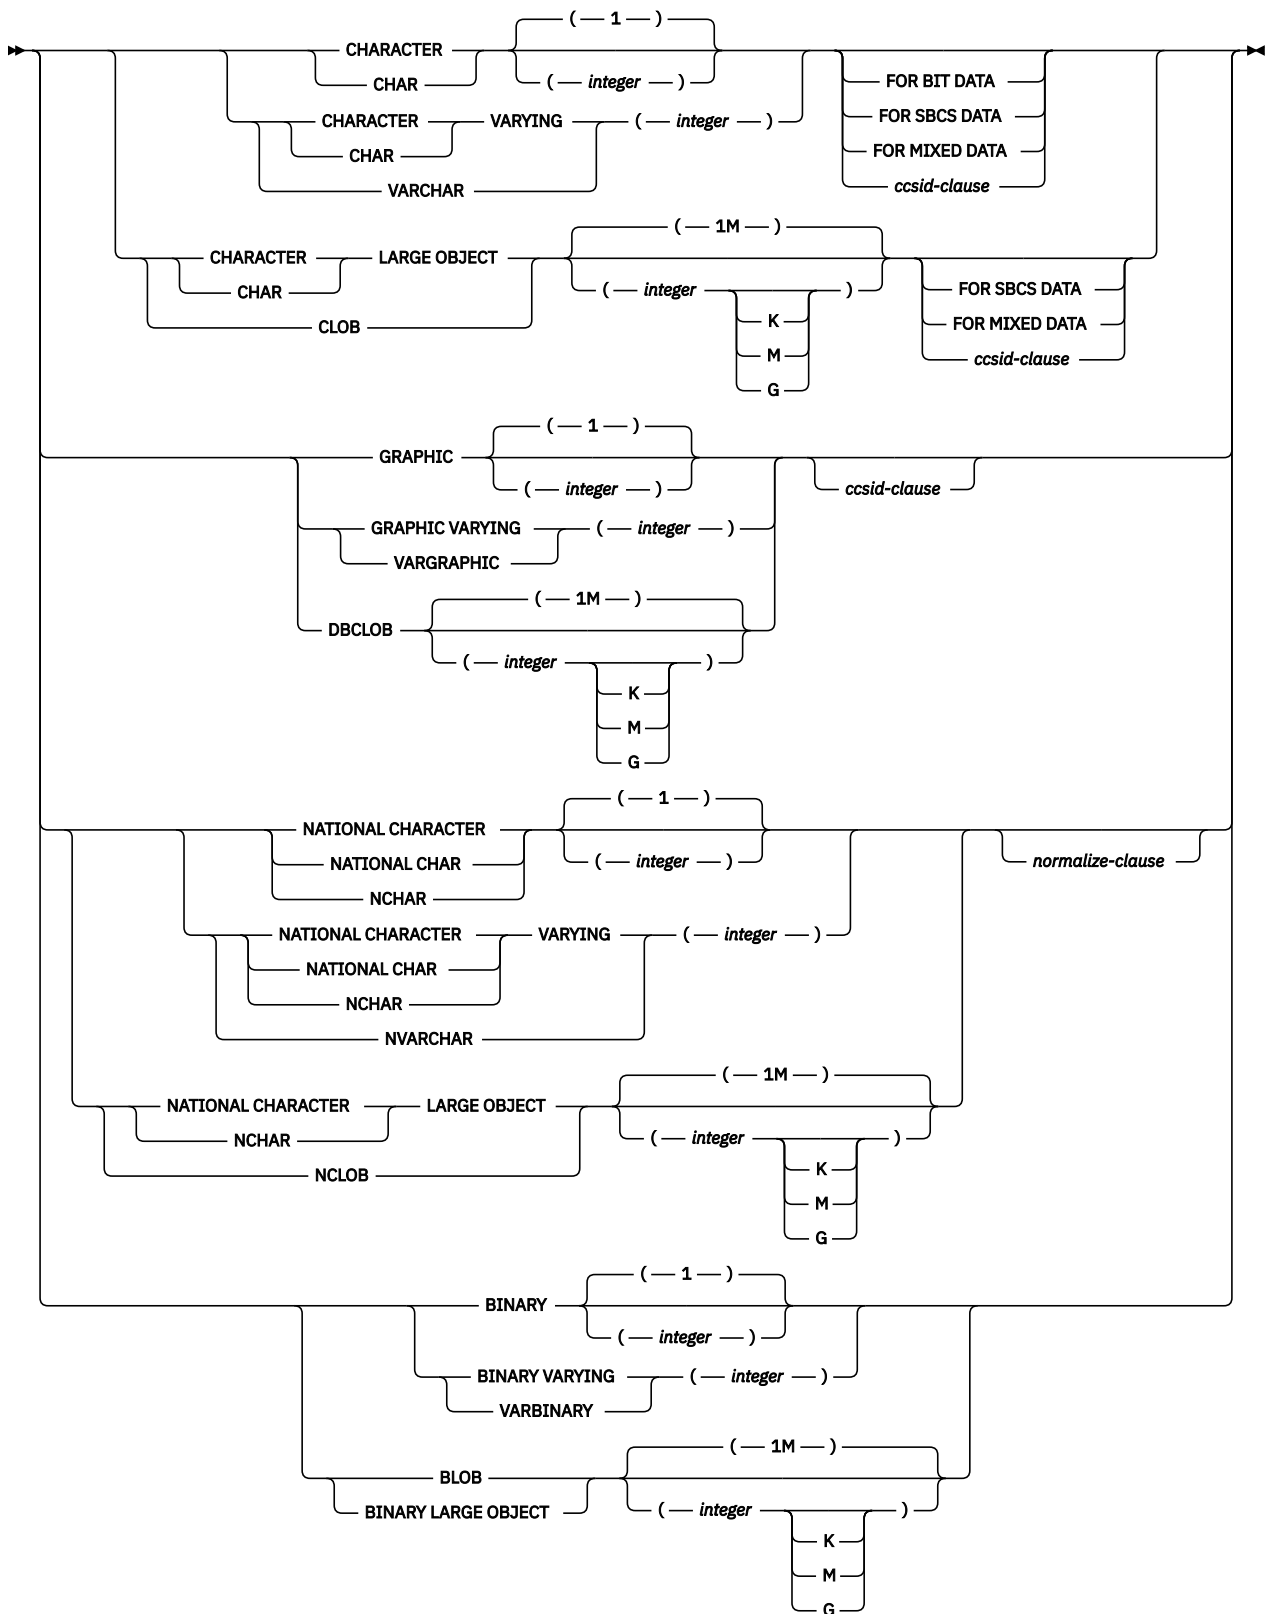 ( 1 )
CHARACTER
CHAR ( integer ) FOR BIT DATA
CHARACTER VARYING ( integer ) FOR SBCS DATA
CHAR FOR MIXED DATA
VARCHAR ccsid-clause
( 1M )
CHARACTER LARGE OBJECT
CHAR ( integer ) FOR SBCS DATA
CLOB K FOR MIXED DATA
M ccsid-clause
G
( 1 )
GRAPHIC
( integer ) ccsid-clause
GRAPHIC VARYING ( integer )
VARGRAPHIC
( 1M )
DBCLOB
( integer )
K
M
G
( 1 )
NATIONAL CHARACTER
NATIONAL CHAR ( integer ) normalize-clause
NCHAR
NATIONAL CHARACTER VARYING ( integer )
NATIONAL CHAR
NCHAR
NVARCHAR
( 1M )
NATIONAL CHARACTER LARGE OBJECT
NCHAR ( integer )
NCLOB K
M
G
( 1 )
BINARY
( integer )
BINARY VARYING ( integer )
VARBINARY
( 1M )
BLOB
BINARY LARGE OBJECT ( integer )
K
M
G